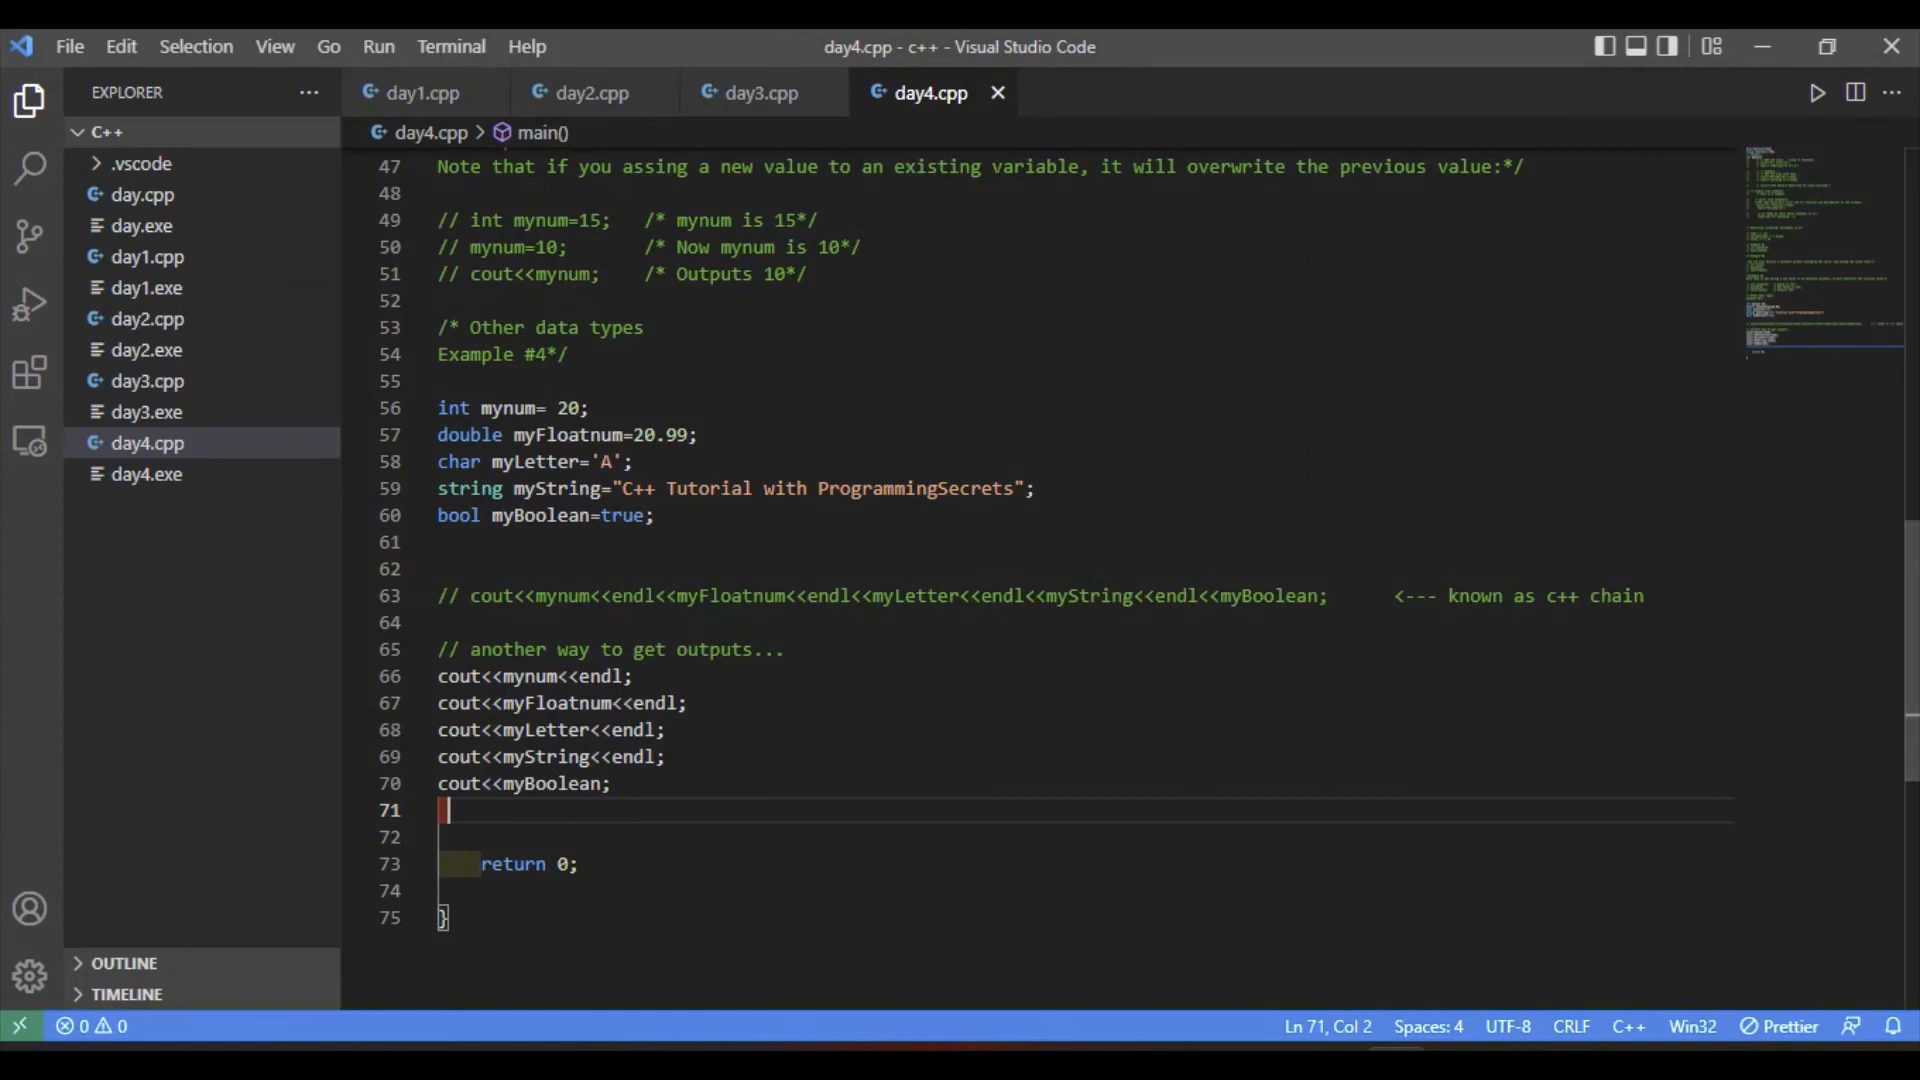 File Edit Selection View Go Run Terminal Help
day4.cpp - c++ - Visual Studio Code
EXPLORER
C++
.vscode
day.cpp
day.exe
day1.cpp
day1.exe
day2.cpp
day2.exe
day3.cpp
day3.exe
day4.cpp
day4.exe
OUTLINE
TIMELINE
day1.cpp day2.cpp day3.cpp day4.cpp
day4.cpp > main()
47 Note that if you assing a new value to an existing variable, it will overwrite the previous value:*/
48
49 // int mynum=15; /* mynum is 15*/
50 // mynum=10; /* Now mynum is 10*/
51 // cout<<mynum; /* Outputs 10*/
52
53 /* Other data types
54 Example #4*/
55
56 int mynum= 20;
57 double myFloatnum=20.99;
58 char myLetter='A';
59 string myString="C++ Tutorial with ProgrammingSecrets";
60 bool myBoolean=true;
61
62
63 // cout<<mynum<<endl<<myFloatnum<<endl<<myLetter<<endl<<myString<<endl<<myBoolean; <--- known as c++ chain
64
65 // another way to get outputs...
66 cout<<mynum<<endl;
67 cout<<myFloatnum<<endl;
68 cout<<myLetter<<endl;
69 cout<<myString<<endl;
70 cout<<myBoolean;
71
72
73 return 0;
74
75 }
0 0 Ln 71, Col 2 Spaces: 4 UTF-8 CRLF C++ Win32 Prettier